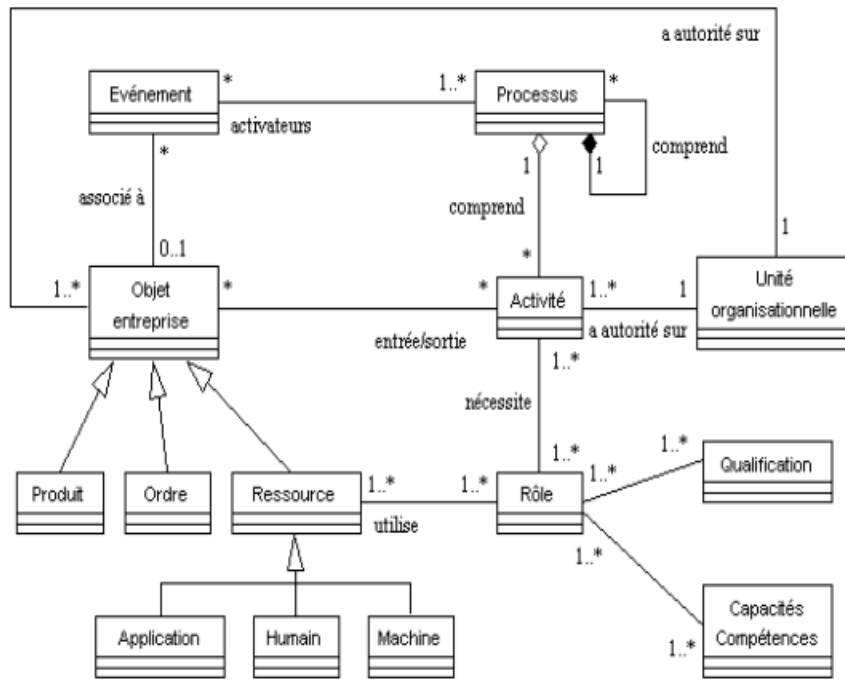 a autorité sur
Evénement
*
1..*
Processus
*
activateurs
*
1
1
comprend
associé à
comprend
0..1
*
1
1..*
Objet
entreprise
*
*
Activité
1..*
1
Unité
organisationnelle
entrée/sortie
a autorité sur
1..*
nécessite
1..*
1..*
1..*
Qualification
Produit
Ordre
Ressource
1..*
1..*
Rôle
utilise
1..*
Application
Humain
Machine
1..*
Capacités
Compétences